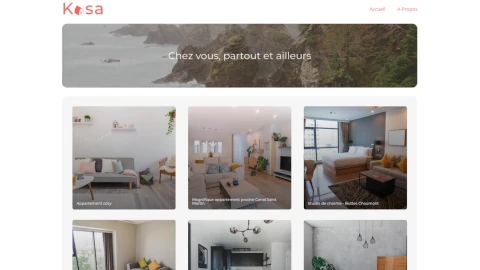 Kasa
Accueil
A Propos
Chez vous, partout et ailleurs
Appartement cosy
Magnifique appartement proche Canal Saint
Martin
Studio de charme - Buttes Chaumont